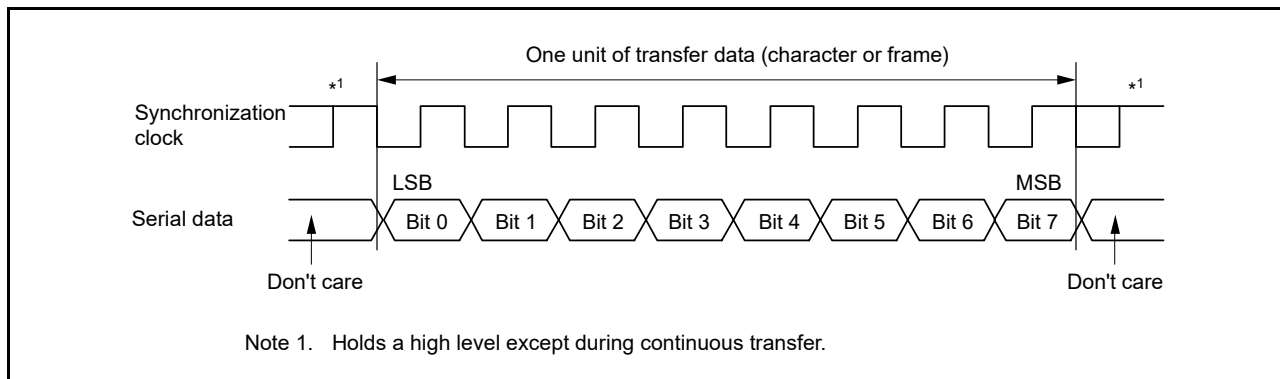 One unit of transfer data (character or frame)
*1
*1
Synchronization
clock
LSB
MSB
Serial data
Bit 0
Bit 1
Bit 2
Bit 3
Bit 4
Bit 5
Bit 6
Bit 7
Don't care
Don't care
Note 1. Holds a high level except during continuous transfer.